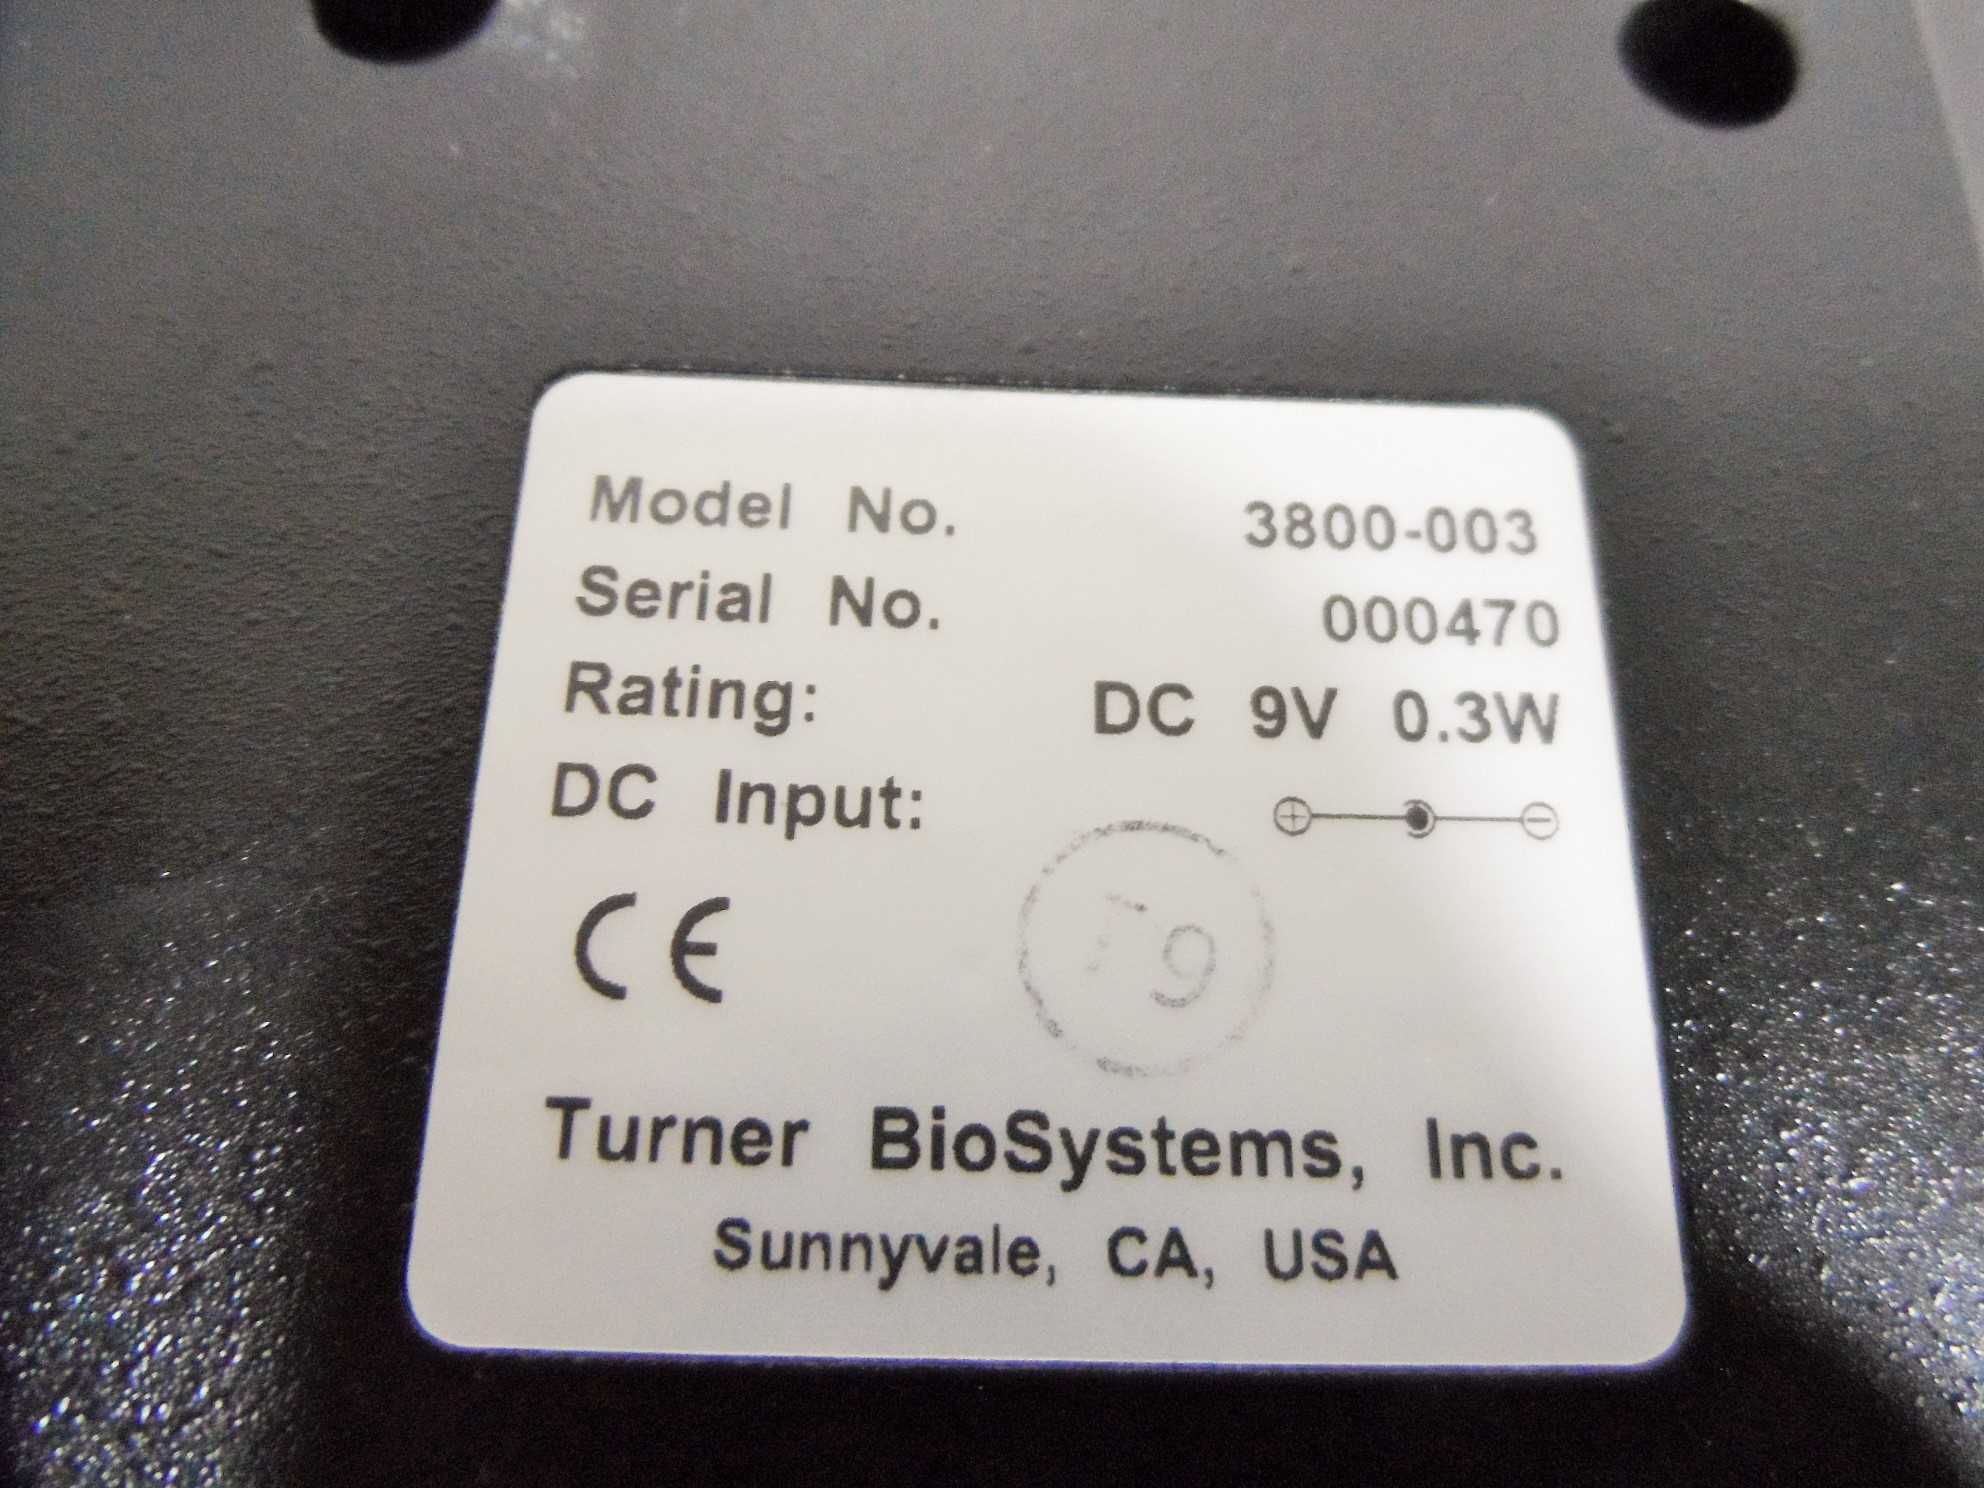 Model No. 3800-003
Serial No. 000470
Rating: DC 9V 0.3W
DC Input:
CE
Turner BioSystems, Inc.
Sunnyvale, CA, USA